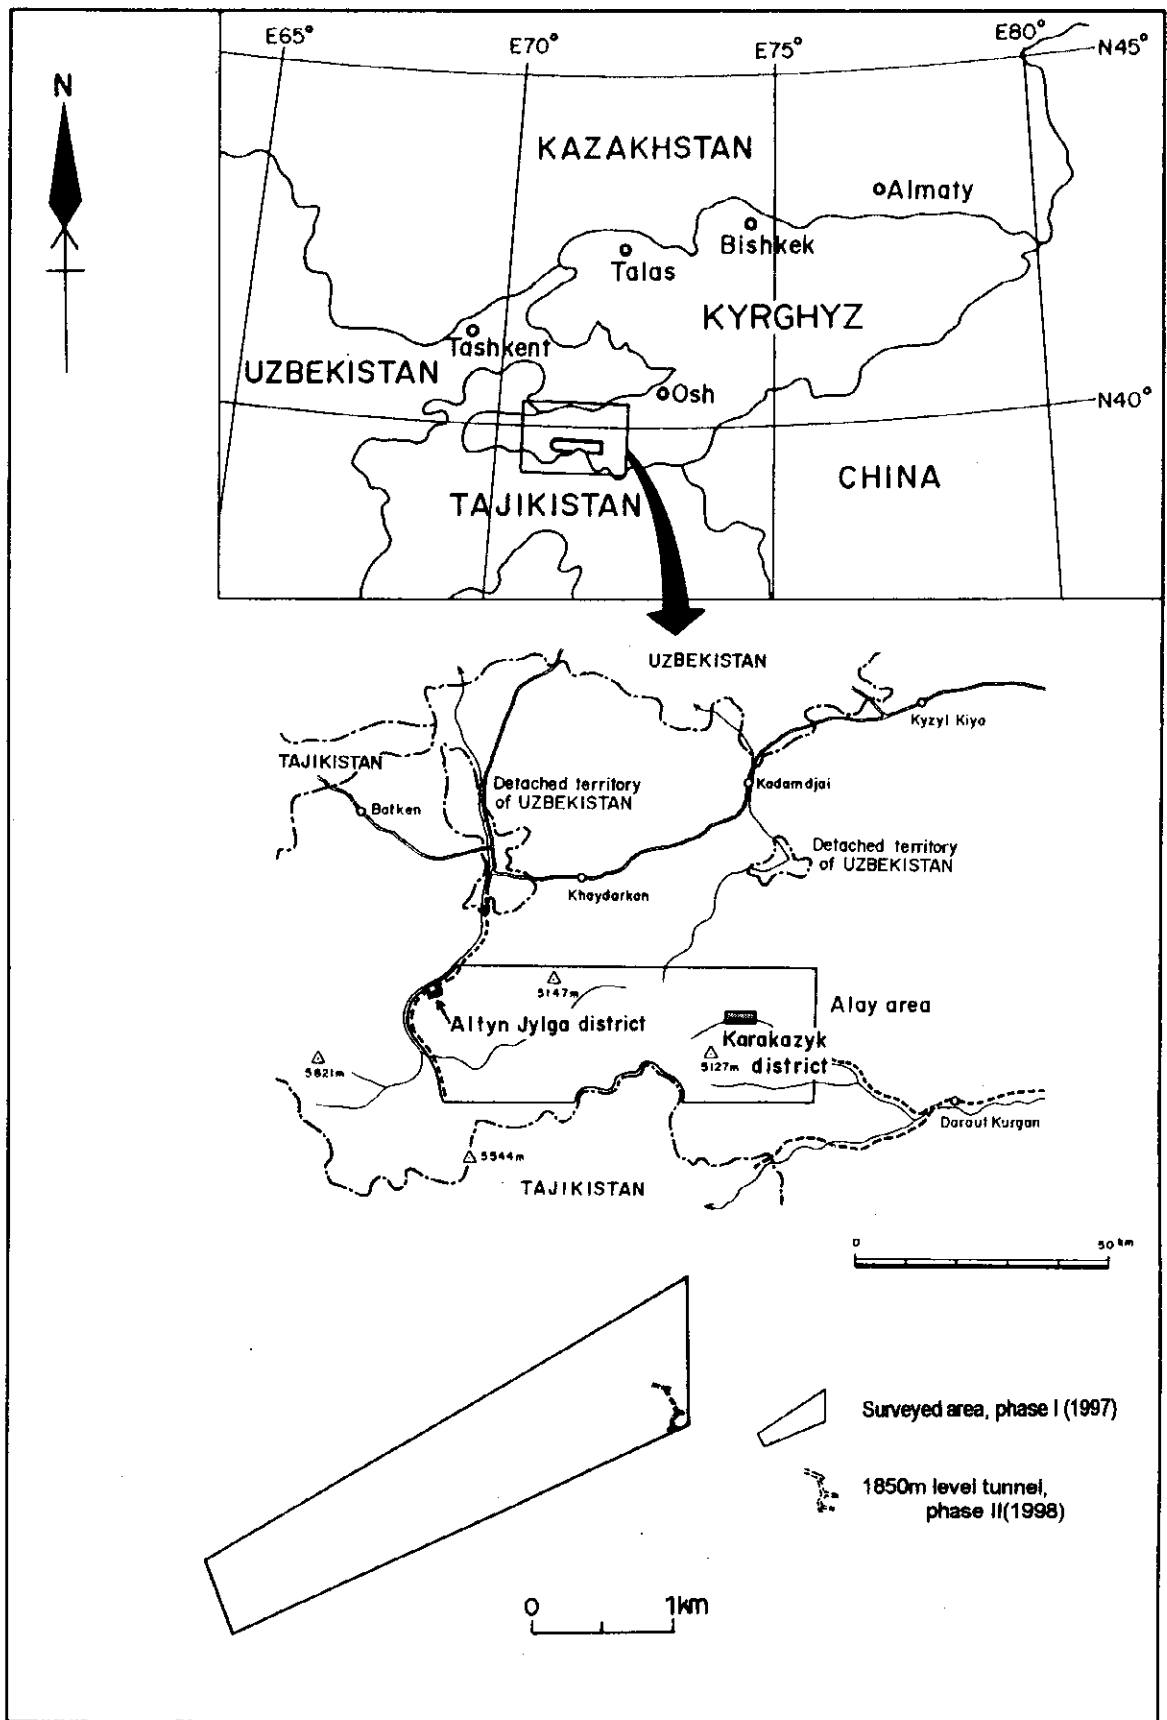 E65°
E70°
E75°
E80°
N45°
N
KAZAKHSTAN
Almaty
Bishkek
Talas
KYRGHYZ
Tashkent
UZBEKISTAN
Osh
N40°
CHINA
TAJIKISTAN
UZBEKISTAN
Kyzyl Kiya
TAJIKISTAN
Detached territory
of UZBEKISTAN
Kadamdjai
Batken
Detached territory
of UZBEKISTAN
Khaydarkan
5147m
Alay area
Altyn Jylga district
Karakazyk
district
5127m
5621m
Daraut Kurgan
5544m
TAJIKISTAN
0 50 km
Surveyed area, phase I (1997)
1850m level tunnel,
phase II(1998)
0 1km